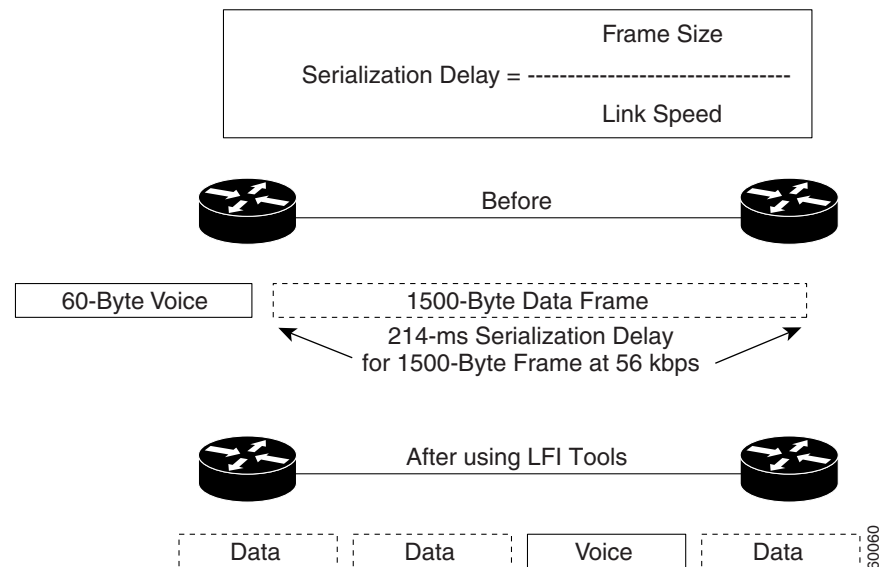 Frame Size
Serialization Delay = ---------------------------------
Link Speed
Before
60-Byte Voice
1500-Byte Data Frame
214-ms Serialization Delay
for 1500-Byte Frame at 56 kbps
After using LFI Tools
Data
Data
Voice
Data
60060